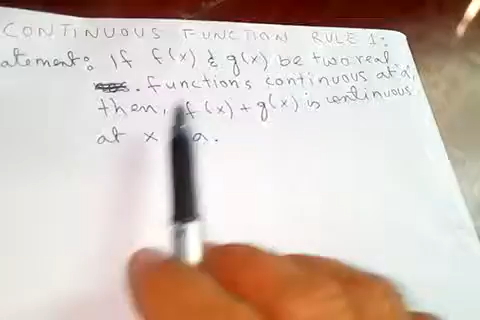 CONTINUOUS FUNCTION RULE 1:
atement: If f(x) & g(x) be two real
functions continuous at 'a',
then, f(x) + g(x) is continuous
at x a.